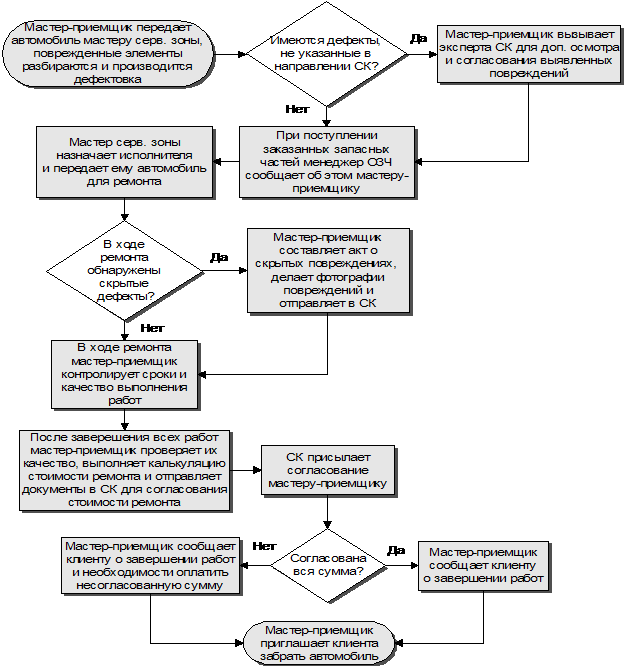 Мастер-приемщик передает
автомобиль мастеру серв. зоны,
поврежденные элементы
разбираются и производится
дефектовка
Имеются дефекты,
не указанные в
направлении СК?
Да
Мастер-приемщик вызывает
эксперта СК для доп. осмотра
и согласования выявленных
повреждений
Нет
Мастер серв. зоны
назначает исполнителя
и передает ему автомобиль
для ремонта
При поступлении
заказанных запасных
частей менеджер ОЗЧ
сообщает об этом мастеру-
приемщику
В ходе
ремонта
обнаружены
скрытые
дефекты?
Да
Мастер-приемщик
составляет акт о
скрытых повреждениях,
делает фотографии
повреждений и
отправляет в СК
Нет
В ходе ремонта
мастер-приемщик
контролирует сроки и
качество выполнения
работ
После заверешения всех работ
мастер-приемщик проверяет их
качество, выполняет калькуляцию
стоимости ремонта и отправляет
документы в СК для согласования
стоимости ремонта
СК присылает
согласование
мастеру-приемщику
Мастер-приемщик сообщает
клиенту о завершении работ
и необходимости оплатить
несогласованную сумму
Нет
Согласована
вся сумма?
Да
Мастер-приемщик
сообщает клиенту
о завершении работ
Мастер-приемщик
приглашает клиента
забрать автомобиль